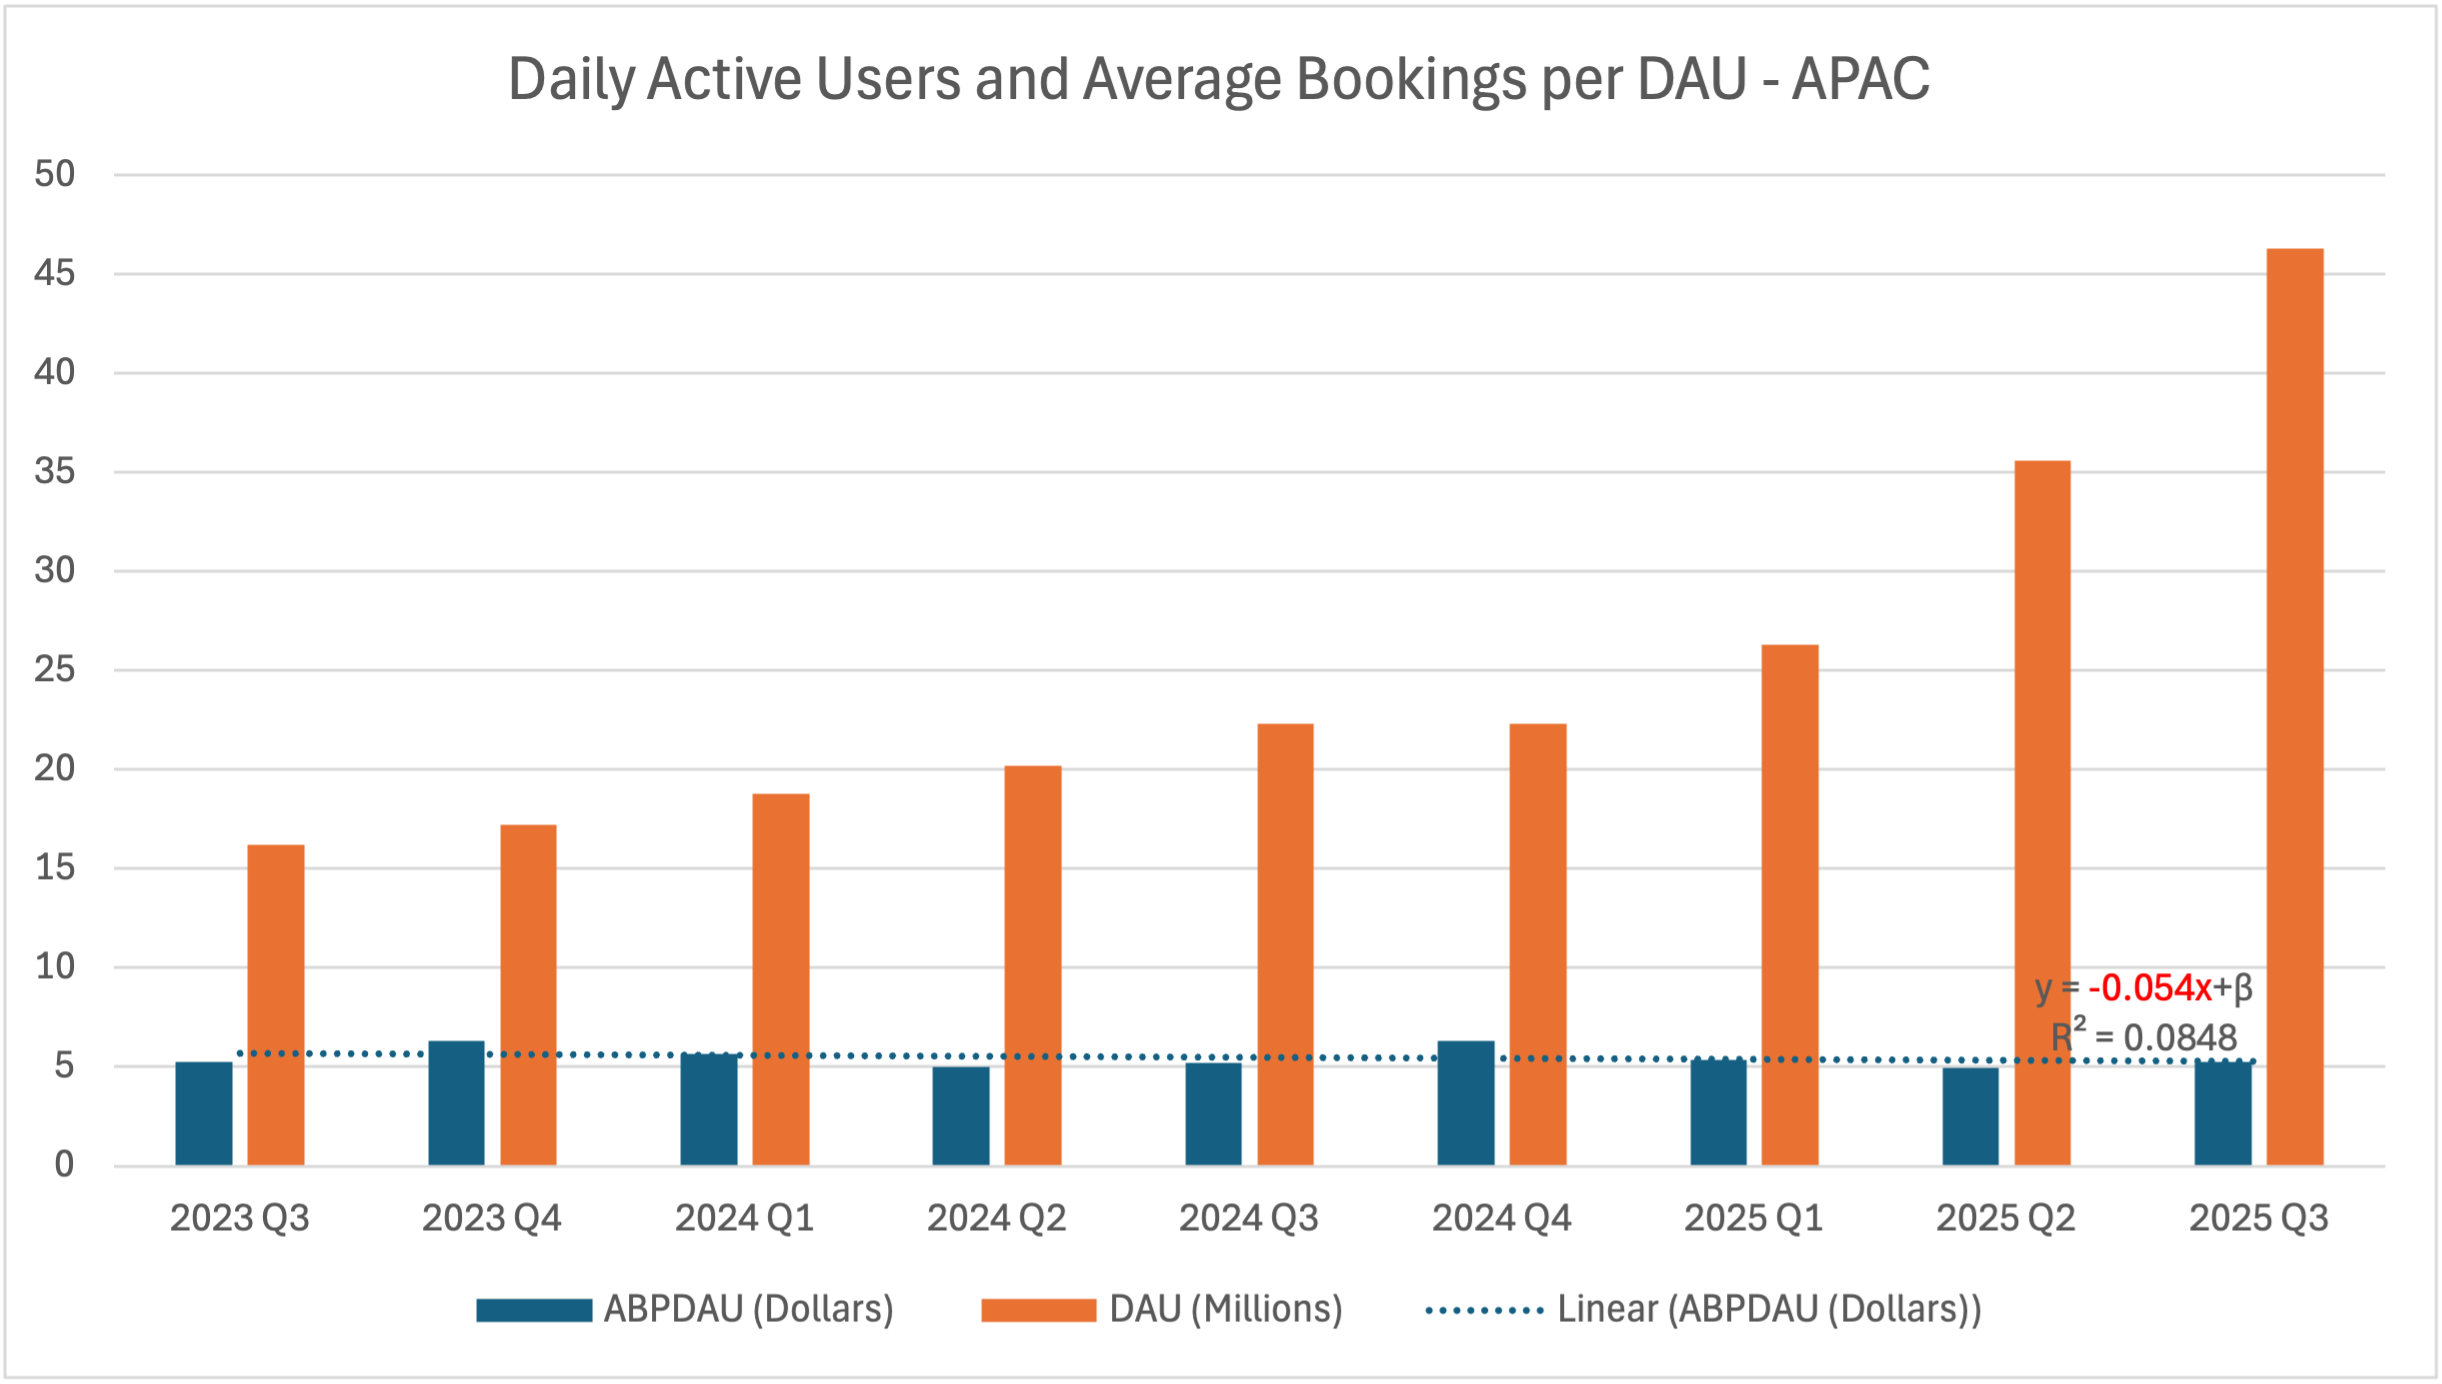 Daily Active Users and Average Bookings per DAU - APAC
50
45
40
35
30
25
20
15
10
5
0
y = -0.054x+β
R² = 0.0848
2023 Q3 2023 Q4 2024 Q1 2024 Q2 2024 Q3 2024 Q4 2025 Q1 2025 Q2 2025 Q3
ABPDAU (Dollars) DAU (Millions) Linear (ABPDAU (Dollars))